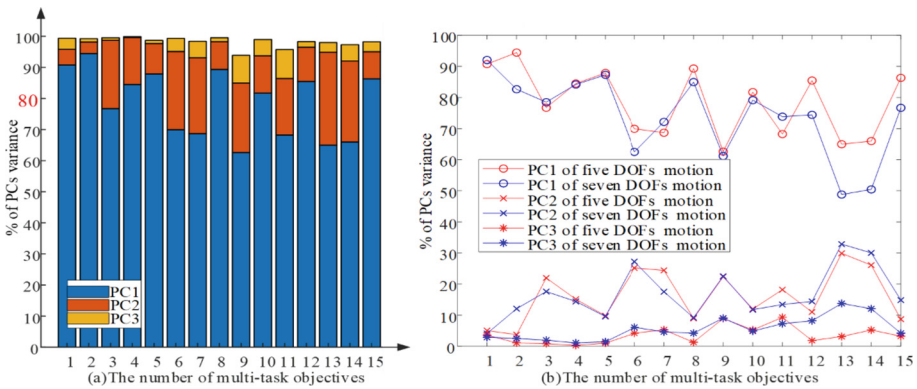 % of PCs variance
100
90
80
70
60
50
40
30
20
10
0
PC1
PC2
PC3
1 2 3 4 5 6 7 8 9 10 11 12 13 14 15
(a)The number of multi-task objectives
% of PCs variance
100
90
80
70
60
50
40
30
20
10
0
PC1 of five DOFs motion
PC1 of seven DOFs motion
PC2 of five DOFs motion
PC2 of seven DOFs motion
PC3 of five DOFs motion
PC3 of seven DOFs motion
1 2 3 4 5 6 7 8 9 10 11 12 13 14 15
(b)The number of multi-task objectives